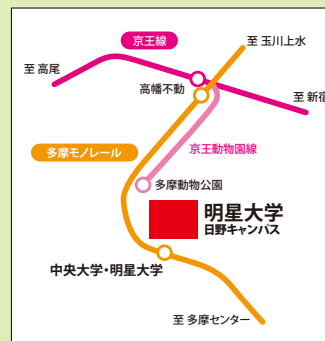 京王線
至 玉川上水
至 高尾
高幡不動
至 新宿
多摩モノレール
京王動物園線
多摩動物公園
明星大学
日野キャンパス
中央大学・明星大学
至 多摩センター